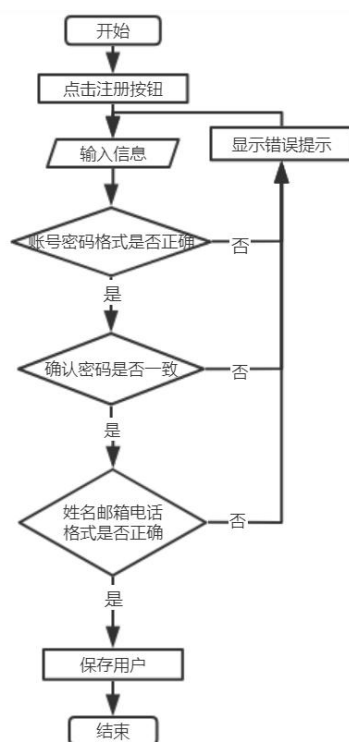 开始
点击注册按钮
输入信息
显示错误提示
账号密码格式是否正确
否
是
确认密码是否一致
否
是
姓名邮箱电话
格式是否正确
否
是
保存用户
结束